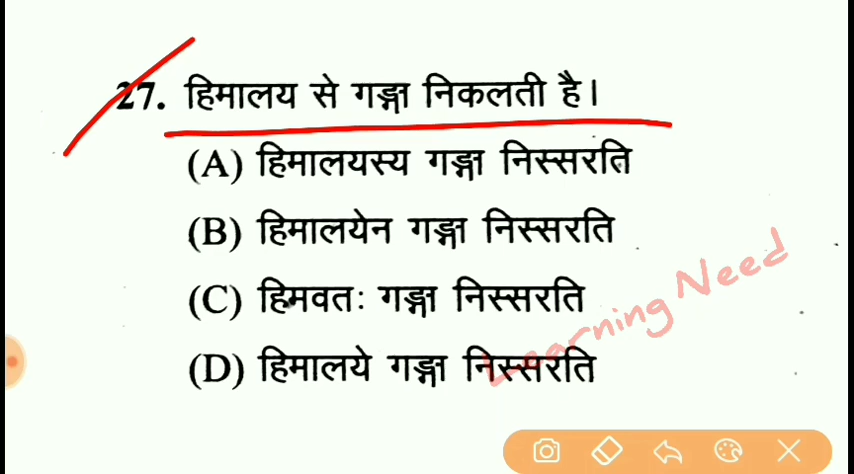 27. हिमालय से गङ्गा निकलती है।
(A) हिमालयस्य गङ्गा निस्सरति
(B) हिमालयेन गङ्गा निस्सरति
(C) हिमवतः गङ्गा निस्सरति
(D) हिमालये गङ्गा निस्सरति
Learning Need